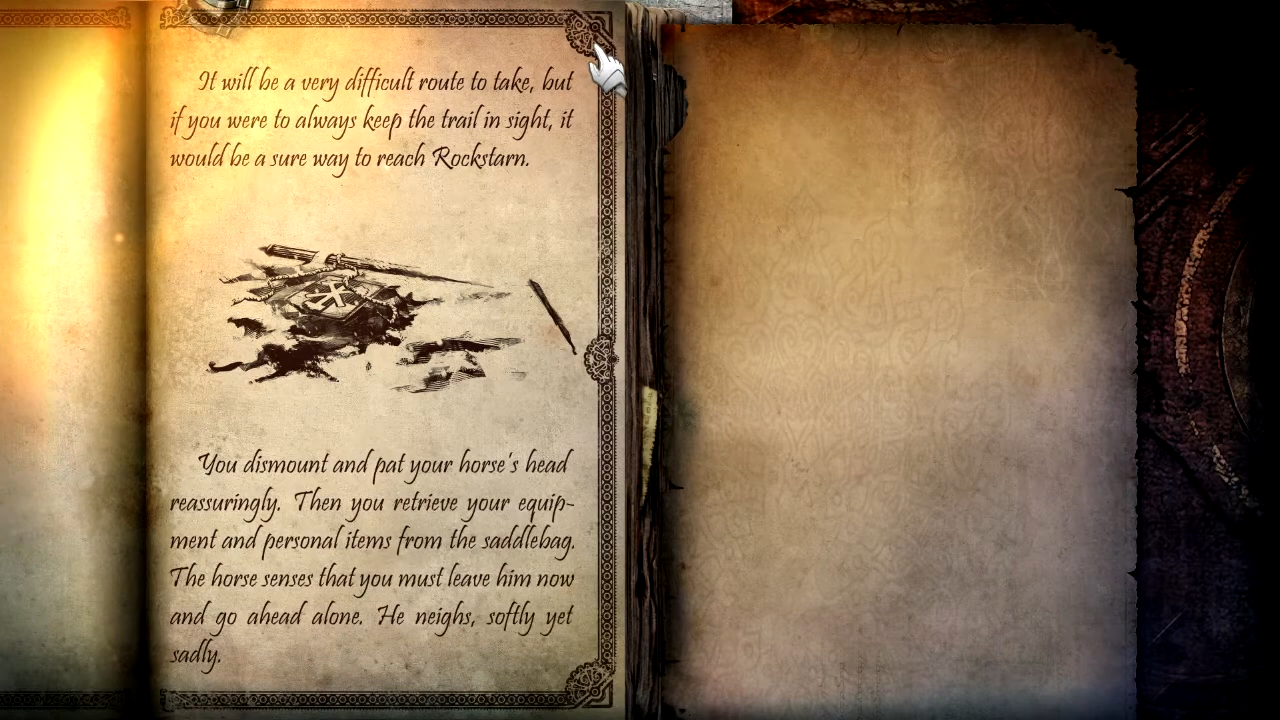 It will be a very difficult route to take, but
if you were to always keep the trail in sight, it
would be a sure way to reach Rockstarn.
You dismount and pat your horse's head
reassuringly. Then you retrieve your equip-
ment and personal items from the saddlebag.
The horse senses that you must leave him now
and go ahead alone. He neighs, softly yet
sadly.